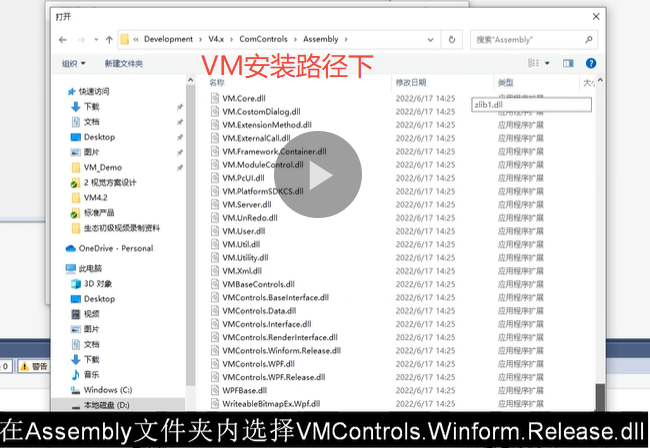 打开
« Development › V4.x › ComControls › Assembly ›
搜索"Assembly"
组织 新建文件夹
VM安装路径下
名称 修改日期 类型 大小
快速访问
下载
文档
Desktop
图片
VM_Demo
2 视觉方案设计
VM4.2
标准产品
生态初级视频录制资料
OneDrive - Personal
此电脑
3D 对象
Desktop
视频
图片
文档
下载
音乐
Windows (C:)
本地磁盘 (D:)
VM.Core.dll 2022/6/17 14:25 应用程序扩展
zlib1.dll
VM.CostomDialog.dll 2022/6/17 14:25 应用程序扩展
VM.ExtensionMethod.dll 2022/6/17 14:25 应用程序扩展
VM.ExternalCall.dll 2022/6/17 14:25 应用程序扩展
VM.Framework.Container.dll 2022/6/17 14:25 应用程序扩展
VM.ModuleControl.dll 2022/6/17 14:25 应用程序扩展
VM.PcUI.dll 2022/6/17 14:25 应用程序扩展
VM.PlatformSDKCS.dll 2022/6/17 14:25 应用程序扩展
VM.Server.dll 2022/6/17 14:25 应用程序扩展
VM.UnRedo.dll 2022/6/17 14:25 应用程序扩展
VM.User.dll 2022/6/17 14:25 应用程序扩展
VM.Util.dll 2022/6/17 14:25 应用程序扩展
VM.Utility.dll 2022/6/17 14:25 应用程序扩展
VM.Xml.dll 2022/6/17 14:25 应用程序扩展
VMBaseControls.dll 2022/6/17 14:25 应用程序扩展
VMControls.BaseInterface.dll 2022/6/17 14:25 应用程序扩展
VMControls.Data.dll 2022/6/17 14:25 应用程序扩展
VMControls.Interface.dll 2022/6/17 14:25 应用程序扩展
VMControls.RenderInterface.dll 2022/6/17 14:25 应用程序扩展
VMControls.Winform.Release.dll 2022/6/17 14:25 应用程序扩展
VMControls.WPF.dll 2022/6/17 14:25 应用程序扩展
VMControls.WPF.Release.dll 2022/6/17 14:25 应用程序扩展
WPFBase.dll 2022/6/17 14:25 应用程序扩展
WriteableBitmapEx.Wpf.dll 2022/6/17 14:25 应用程序扩展
0 警告
在Assembly文件夹内选择VMControls.Winform.Release.dll